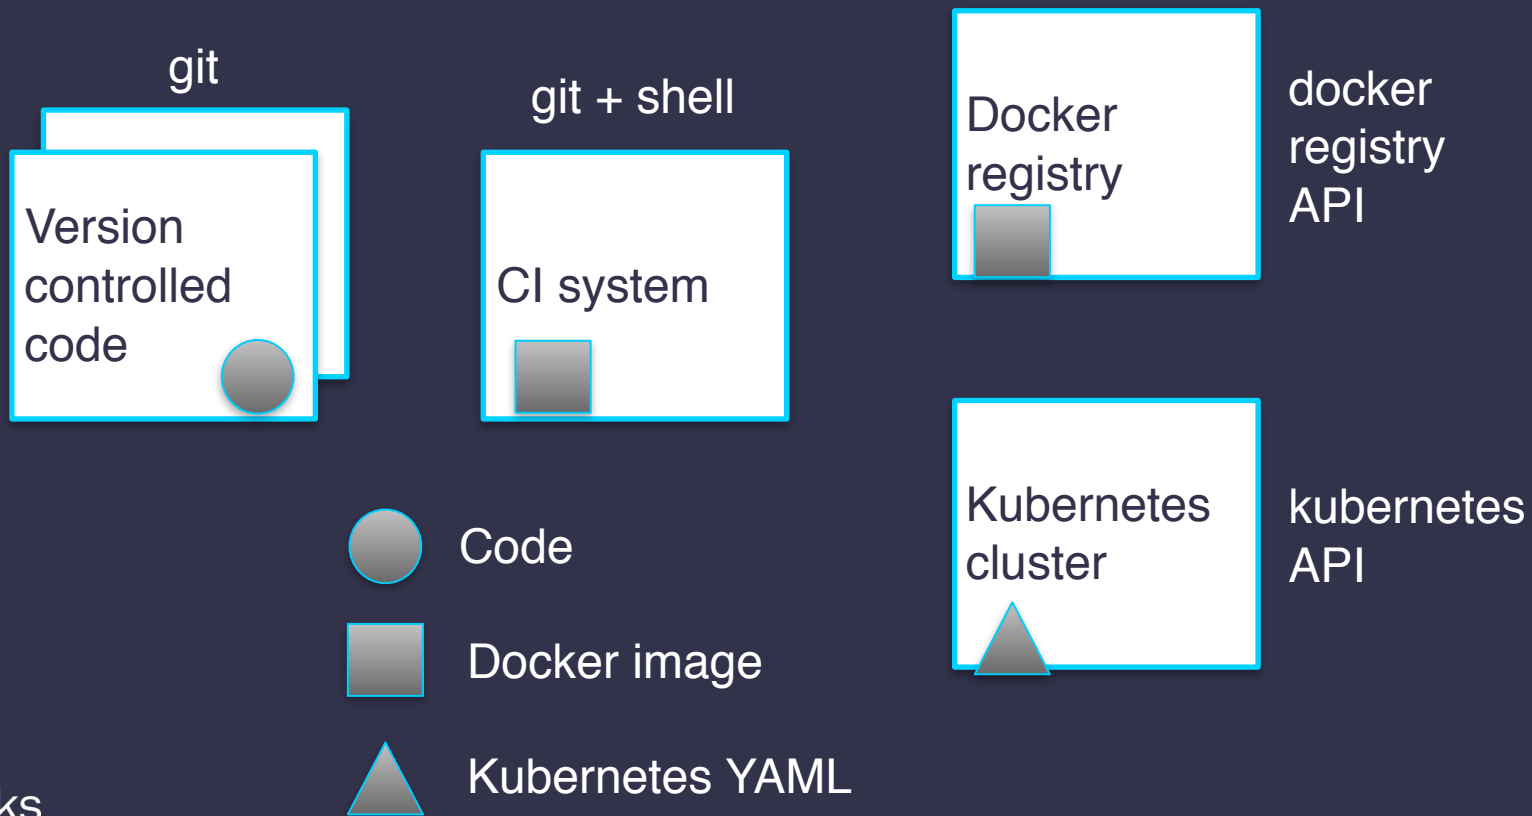 git
Version
controlled
code
git + shell
CI system
Docker
registry
docker
registry
API
Kubernetes
cluster
kubernetes
API
Code
Docker image
Kubernetes YAML
ks